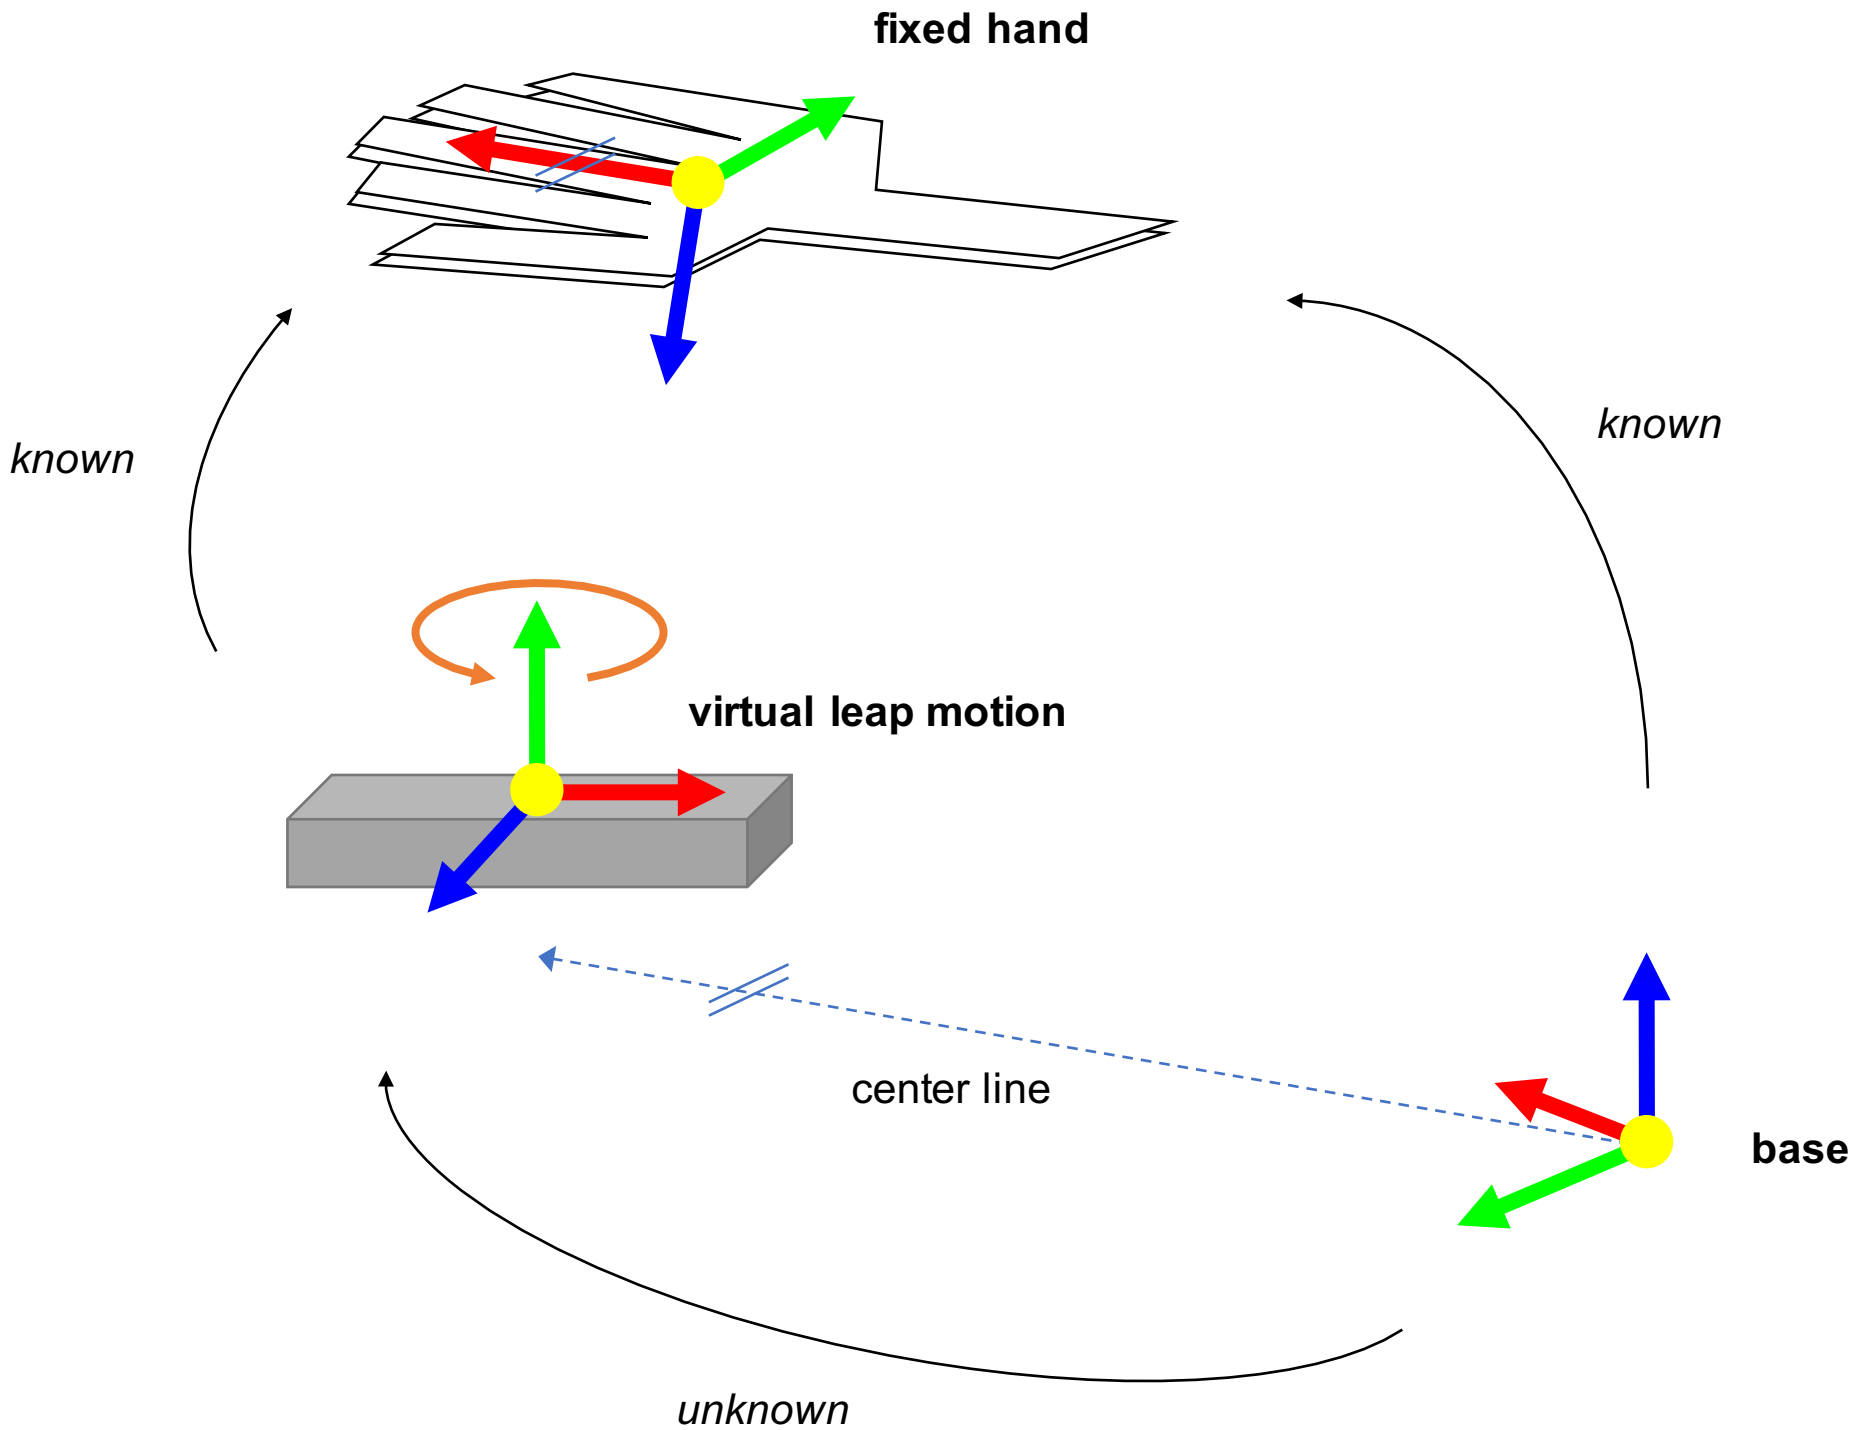 fixed hand
known
known
virtual leap motion
center line
base
unknown